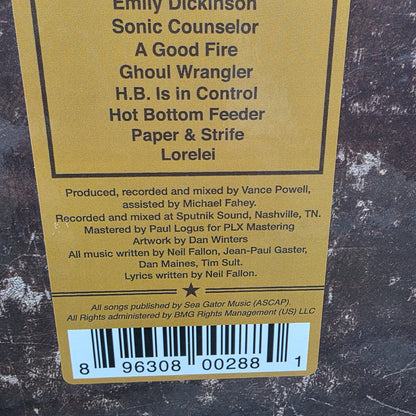 Emily Dickinson
Sonic Counselor
A Good Fire
Ghoul Wrangler
H.B. Is in Control
Hot Bottom Feeder
Paper & Strife
Lorelei
Produced, recorded and mixed by Vance Powell,
assisted by Michael Fahey.
Recorded and mixed at Sputnik Sound, Nashville, TN.
Mastered by Paul Logus for PLX Mastering
Artwork by Dan Winters
All music written by Neil Fallon, Jean-Paul Gaster,
Dan Maines, Tim Sult.
Lyrics written by Neil Fallon.
All songs published by Sea Gator Music (ASCAP).
All Rights administered by BMG Rights Management (US) LLC
8 96308 00288 1